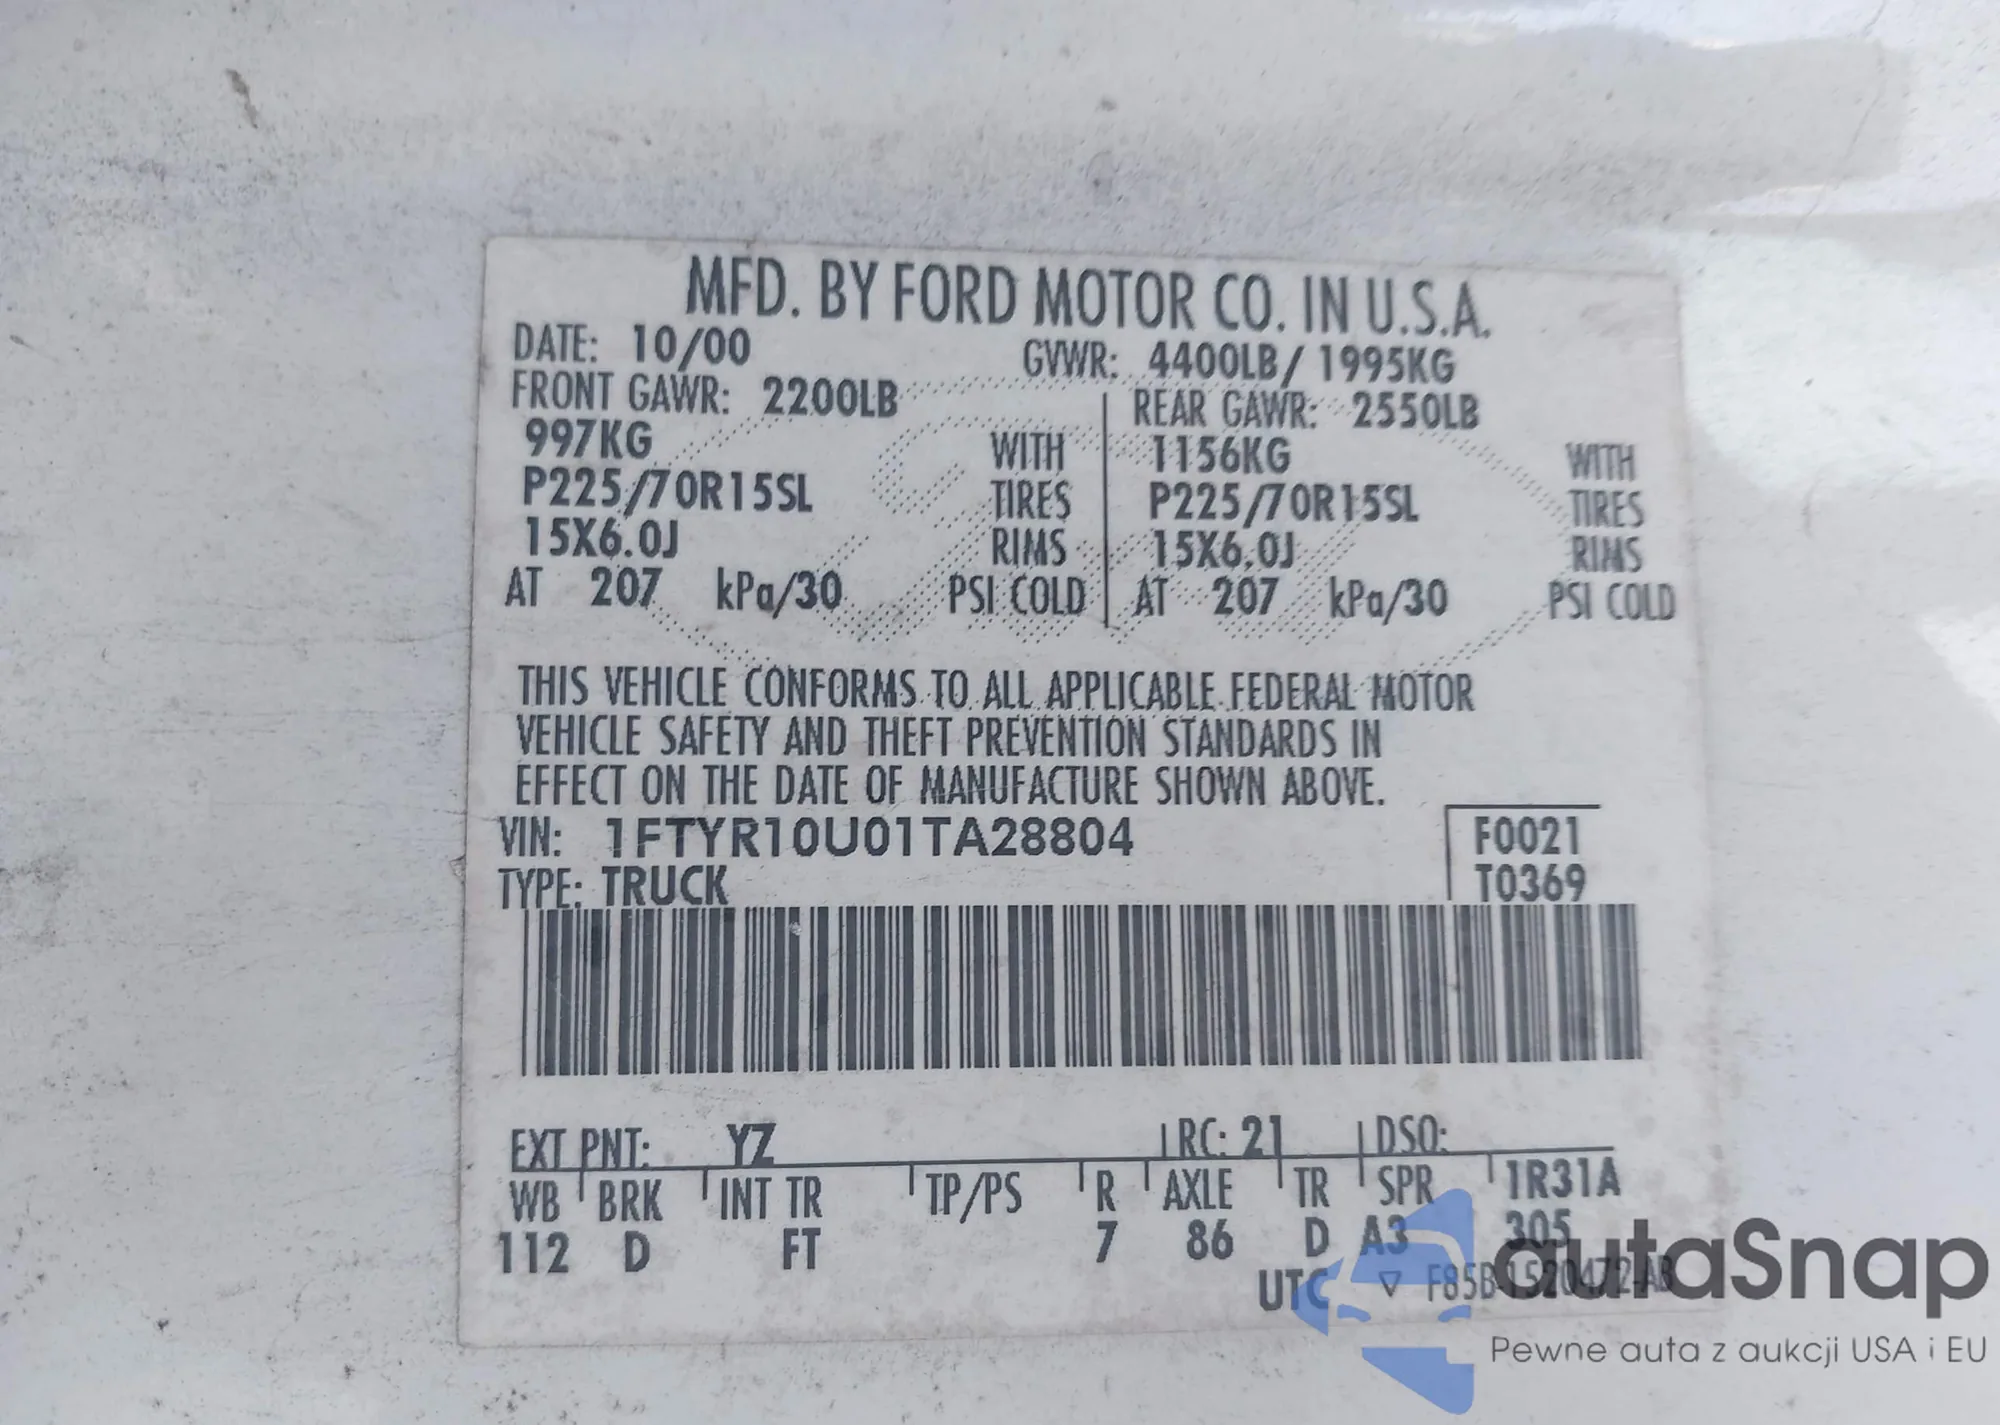 MFD. BY FORD MOTOR CO. IN U.S.A.
DATE: 10/00 GVWR: 4400LB/ 1995KG
FRONT GAWR: 2200LB REAR GAWR: 2550LB
997KG WITH 1156KG WITH
P225/70R15SL TIRES P225/70R15SL TIRES
15X6.0J RIMS 15X6.0J RIMS
AT 207 kPa/30 PSI COLD AT 207 kPa/30 PSI COLD
THIS VEHICLE CONFORMS TO ALL APPLICABLE FEDERAL MOTOR
VEHICLE SAFETY AND THEFT PREVENTION STANDARDS IN
EFFECT ON THE DATE OF MANUFACTURE SHOWN ABOVE.
VIN: 1FTYR10U01TA28804 F0021
TYPE: TRUCK T0369
EXT PNT: YZ RC: 21 DSO:
WB BRK INT TR TP/PS R AXLE TR SPR 1R31A
112 D FT 7 86 D A3 305
UTC ▽ F85B-1520472-AB
autaSnap
Pewne auta z aukcji USA i EU